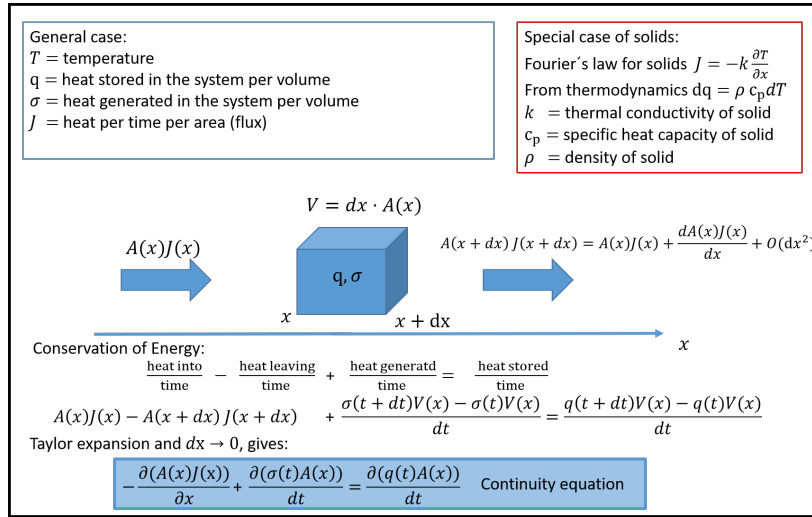 General case:
T = temperature
q = heat stored in the system per volume
σ = heat generated in the system per volume
J = heat per time per area (flux)
Special case of solids:
Fourier´s law for solids J = −k ∂T/∂x
From thermodynamics dq = ρ c_p dT
k = thermal conductivity of solid
c_p = specific heat capacity of solid
ρ = density of solid
V = dx · A(x)
A(x)J(x)
q, σ
A(x + dx) J(x + dx) = A(x)J(x) + dA(x)J(x)/dx + O(dx²)
x
x + dx
x
Conservation of Energy:
heat into/time − heat leaving/time + heat generatd/time = heat stored/time
A(x)J(x) − A(x + dx) J(x + dx) + σ(t + dt)V(x) − σ(t)V(x)/dt = q(t + dt)V(x) − q(t)V(x)/dt
Taylor expansion and dx → 0, gives:
−∂(A(x)J(x))/∂x + ∂(σ(t)A(x))/dt = ∂(q(t)A(x))/dt Continuity equation